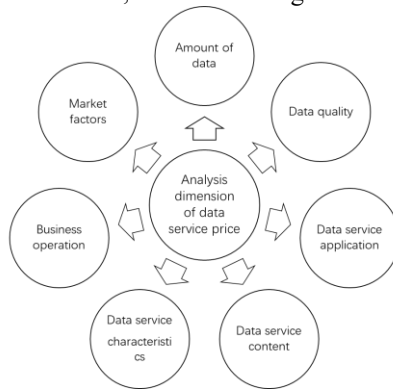 Amount of
data
Market
factors
Data quality
Analysis
dimension
of data
service price
Business
operation
Data service
application
Data service
characteristi
cs
Data service
content